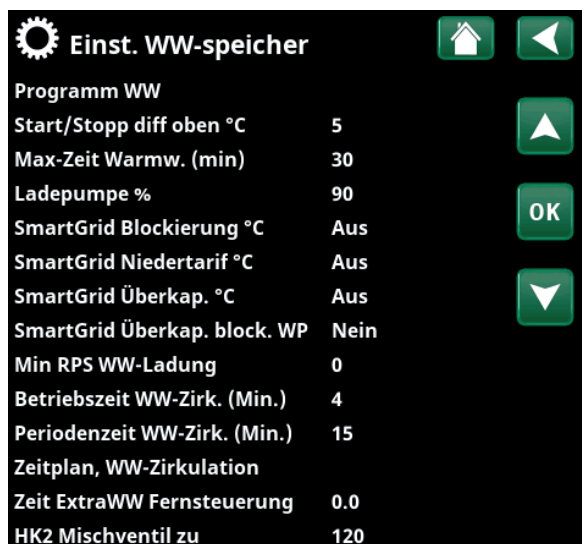 Einst. WW-speicher
Programm WW
Start/Stopp diff oben °C 5
Max-Zeit Warmw. (min) 30
Ladepumpe % 90
OK
SmartGrid Blockierung °C Aus
SmartGrid Niedertarif °C Aus
SmartGrid Überkap. °C Aus
SmartGrid Überkap. block. WP Nein
Min RPS WW-Ladung 0
Betriebszeit WW-Zirk. (Min.) 4
Periodenzeit WW-Zirk. (Min.) 15
Zeitplan, WW-Zirkulation
Zeit ExtraWW Fernsteuerung 0.0
HK2 Mischventil zu 120